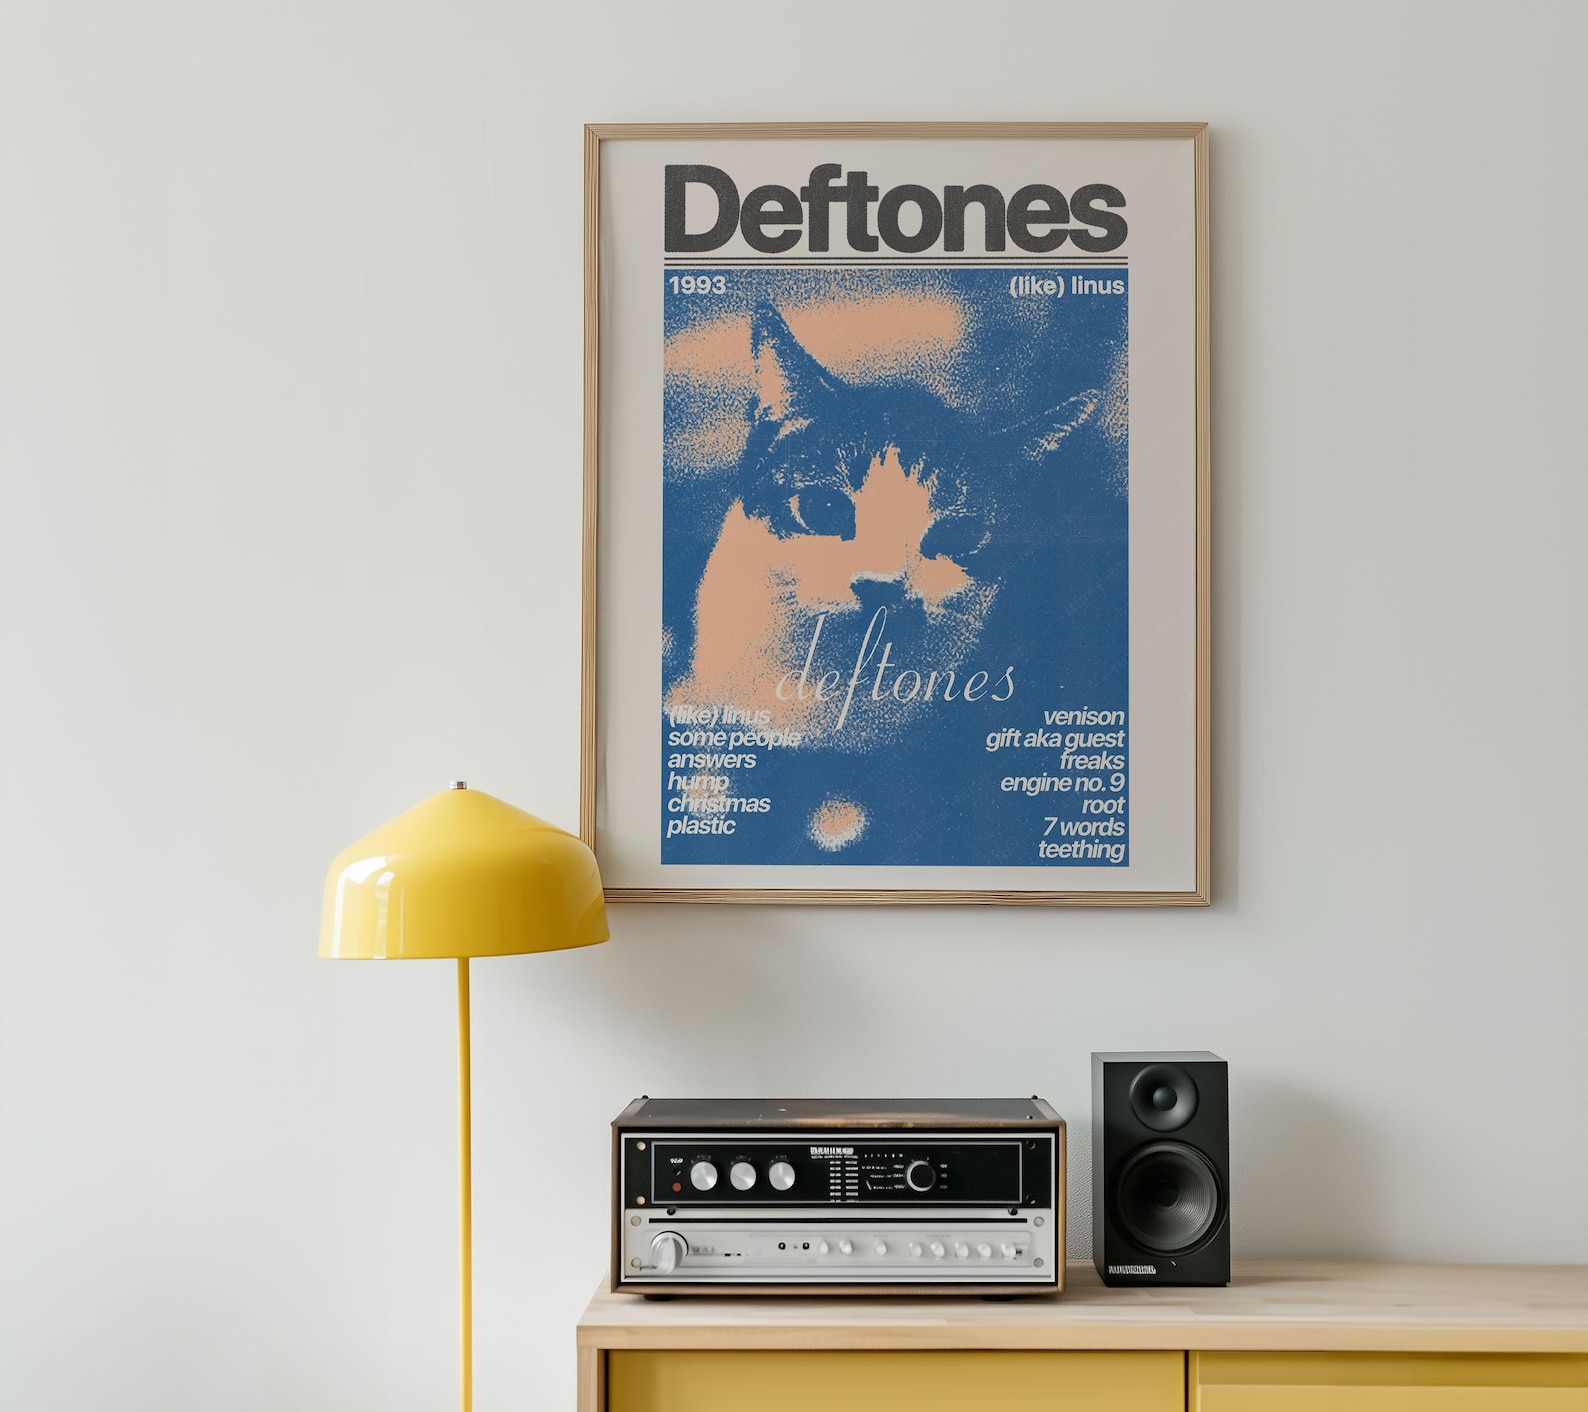 Deftones
1993
(like) linus
deftones
(like) linus
some people
answers
hump
christmas
plastic
venison
gift aka guest
freaks
engine no. 9
root
7 words
teething